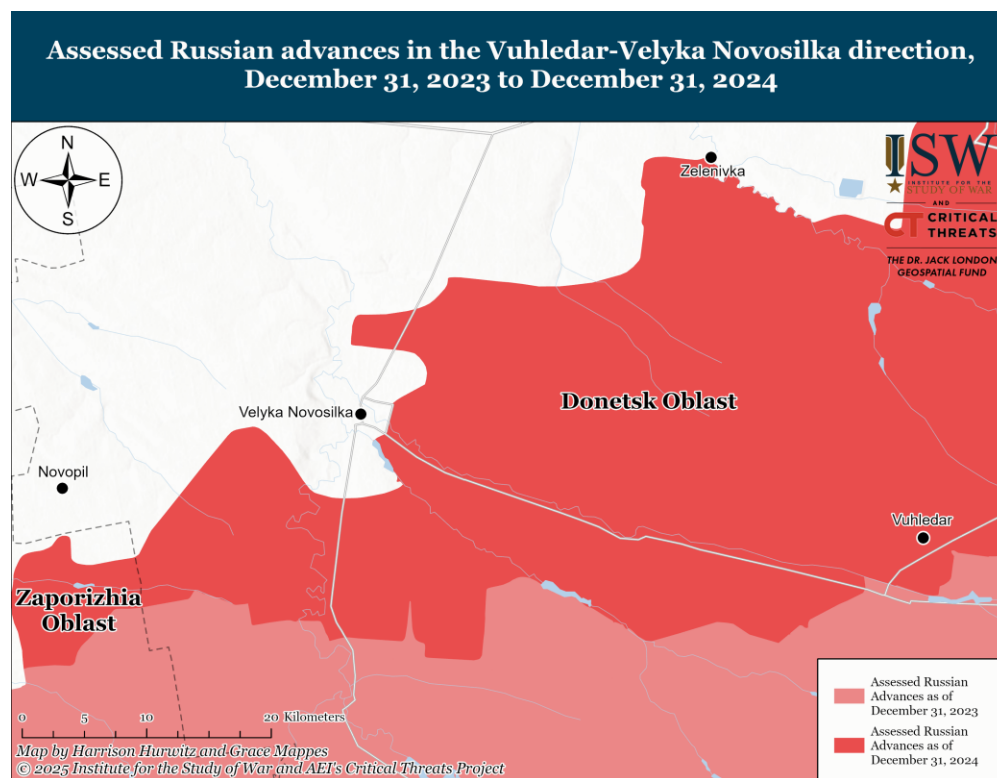 Assessed Russian advances in the Vuhledar-Velyka Novosilka direction,
December 31, 2023 to December 31, 2024
N
W
E
S
ISW
INSTITUTE FOR THE
STUDY OF WAR
AND
CT CRITICAL
THREATS
THE DR. JACK LONDON
GEOSPATIAL FUND
Zelenivka
Donetsk Oblast
Velyka Novosilka
Novopil
Vuhledar
Zaporizhia
Oblast
0 5 10 20 Kilometers
Map by Harrison Hurwitz and Grace Mappes
© 2025 Institute for the Study of War and AEI's Critical Threats Project
Assessed Russian
Advances as of
December 31, 2023
Assessed Russian
Advances as of
December 31, 2024